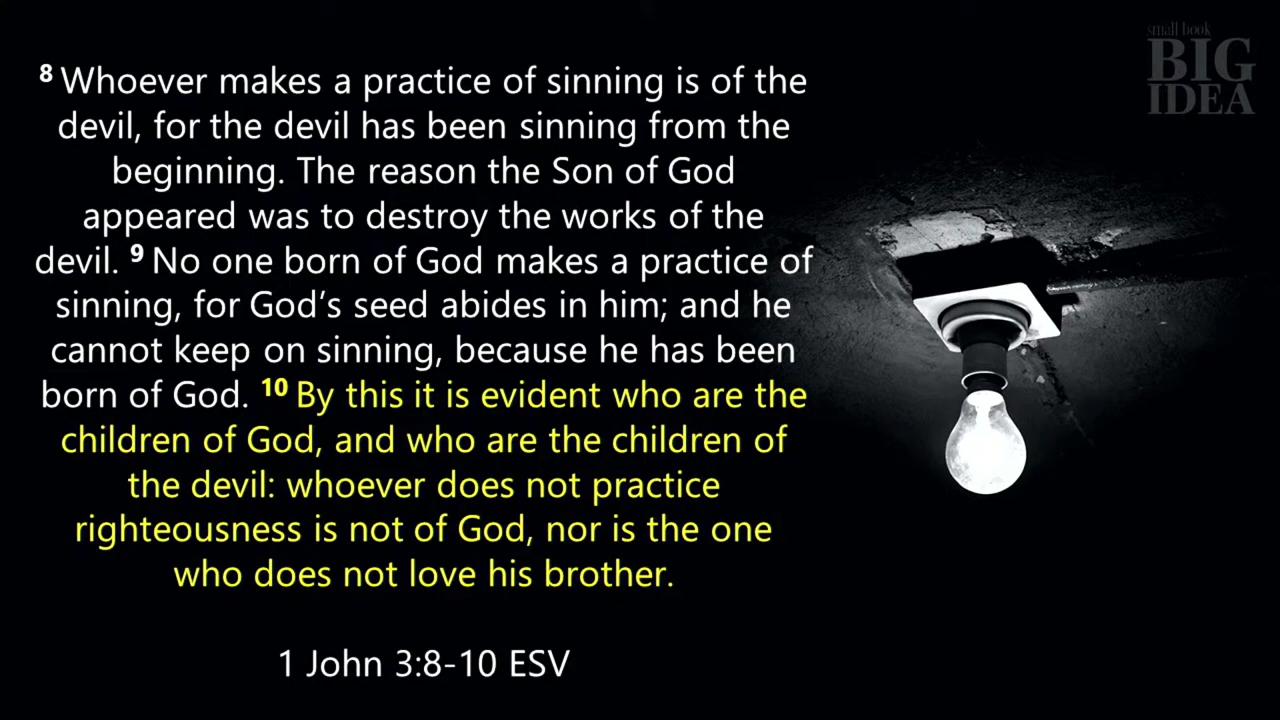 small book
BIG
IDEA
8 Whoever makes a practice of sinning is of the
devil, for the devil has been sinning from the
beginning. The reason the Son of God
appeared was to destroy the works of the
devil. 9 No one born of God makes a practice of
sinning, for God’s seed abides in him; and he
cannot keep on sinning, because he has been
born of God. 10 By this it is evident who are the
children of God, and who are the children of
the devil: whoever does not practice
righteousness is not of God, nor is the one
who does not love his brother.
1 John 3:8-10 ESV